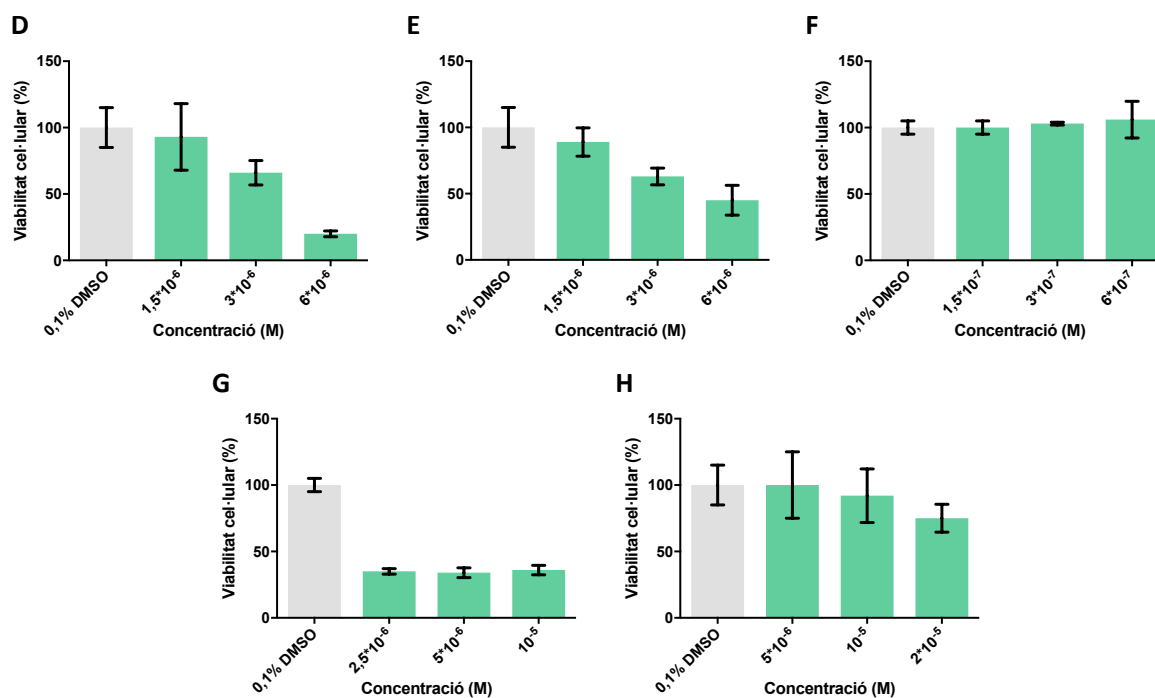 D
Viabilitat cel·lular (%)
150
100
50
0
0,1% DMSO
1,5*10⁻⁶
3*10⁻⁶
6*10⁻⁶
Concentració (M)
E
Viabilitat cel·lular (%)
150
100
50
0
0,1% DMSO
1,5*10⁻⁶
3*10⁻⁶
6*10⁻⁶
Concentració (M)
F
Viabilitat cel·lular (%)
150
100
50
0
0,1% DMSO
1,5*10⁻⁷
3*10⁻⁷
6*10⁻⁷
Concentració (M)
G
Viabilitat cel·lular (%)
150
100
50
0
0,1% DMSO
2,5*10⁻⁶
5*10⁻⁶
10⁻⁵
Concentració (M)
H
Viabilitat cel·lular (%)
150
100
50
0
0,1% DMSO
5*10⁻⁶
10⁻⁵
2*10⁻⁵
Concentració (M)